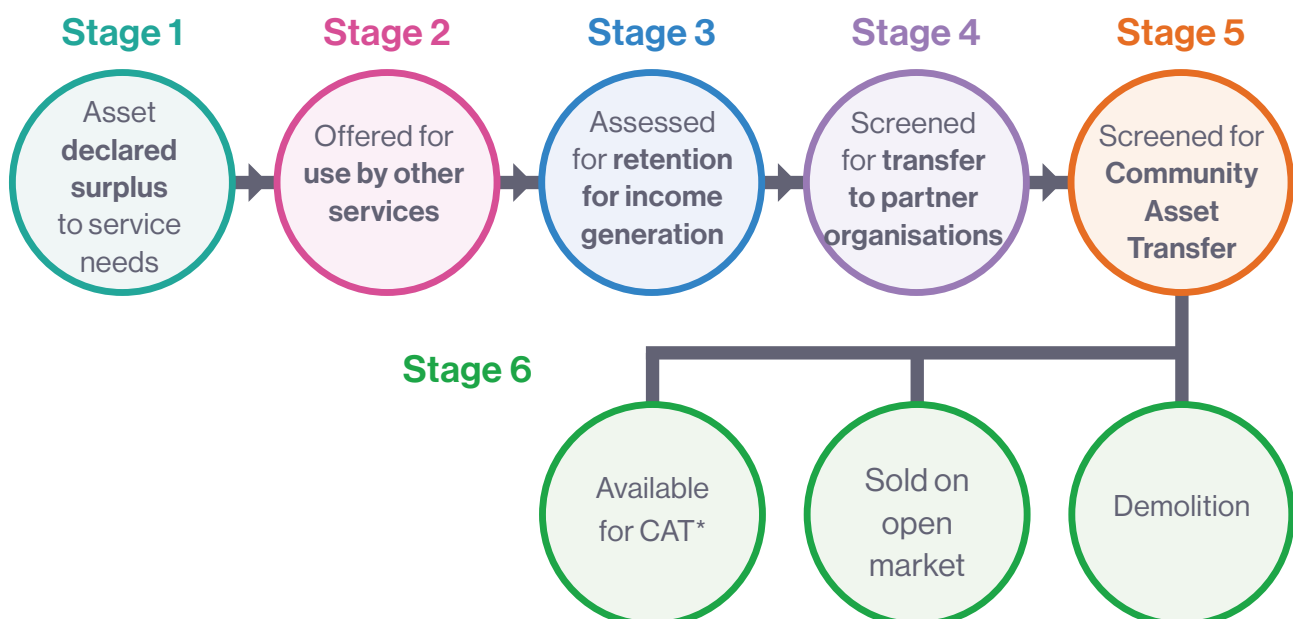 Stage 1
Asset
declared
surplus
to service
needs
Stage 2
Offered for
use by other
services
Stage 3
Assessed
for retention
for income
generation
Stage 4
Screened
for transfer
to partner
organisations
Stage 5
Screened for
Community
Asset
Transfer
Stage 6
Available
for CAT*
Sold on
open
market
Demolition